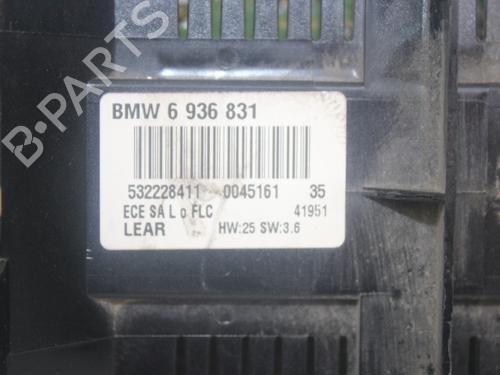 B-PARTS
BMW 6 936 831
532228411 0045161 35
ECE SA L o FLC 41951
LEAR HW:25 SW:3.6